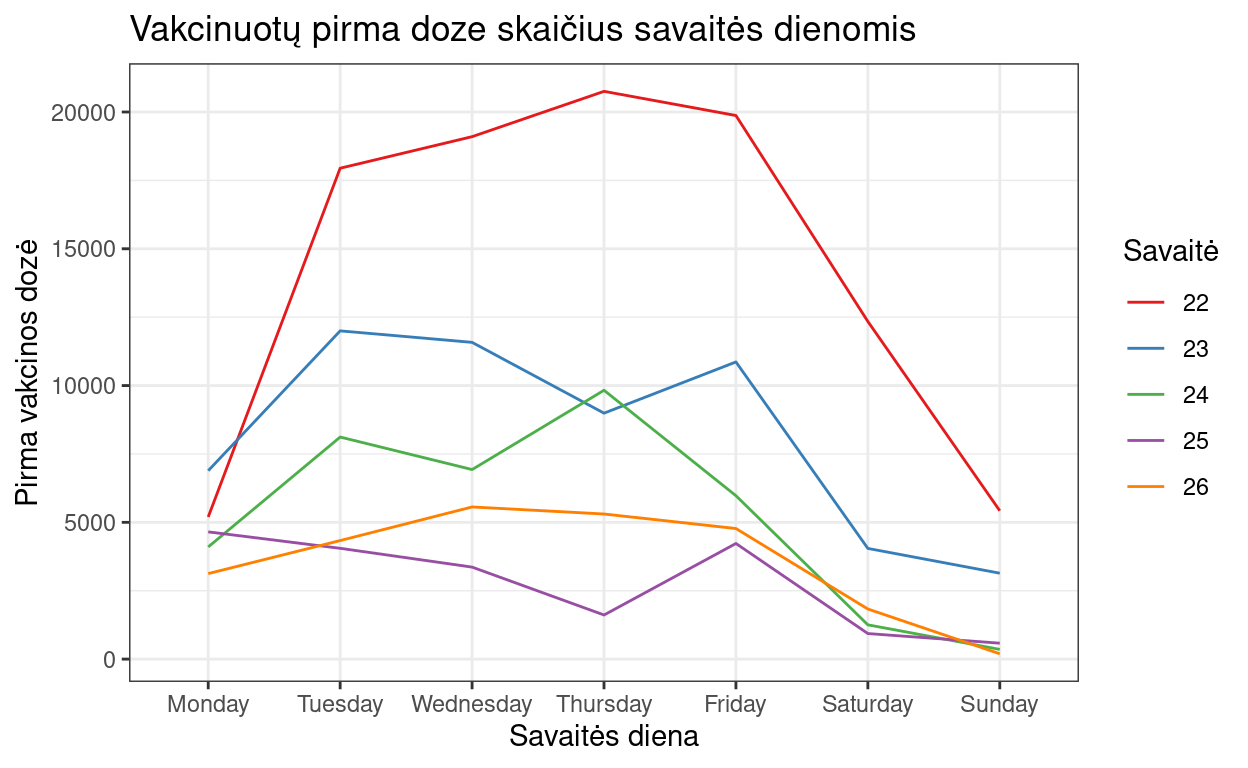 Vakcinuotų pirma doze skaičius savaitės dienomis
Pirma vakcinos dozė
20000
15000
10000
5000
0
Monday Tuesday Wednesday Thursday Friday Saturday Sunday
Savaitės diena
Savaitė
22
23
24
25
26